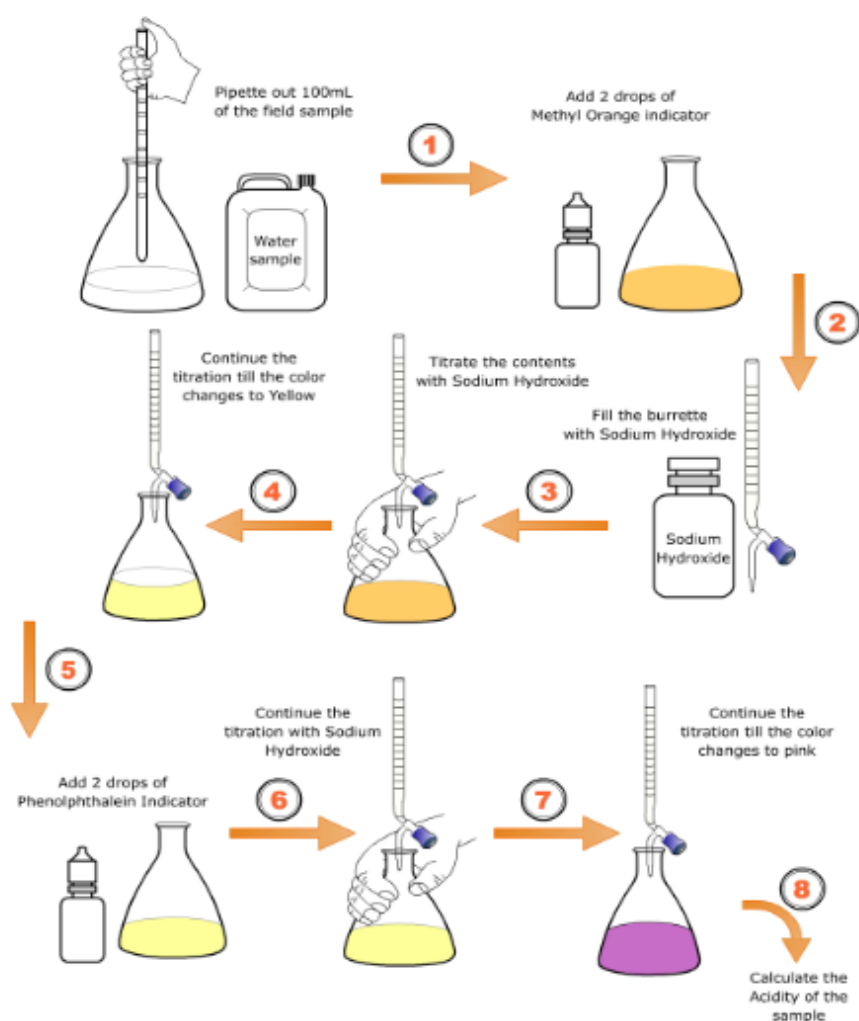 Pipette out 100mL
of the field sample
Water
sample
1
Add 2 drops of
Methyl Orange indicator
2
Fill the burrette
with Sodium Hydroxide
Sodium
Hydroxide
3
Titrate the contents
with Sodium Hydroxide
4
Continue the
titration till the color
changes to Yellow
5
Add 2 drops of
Phenolphthalein Indicator
6
Continue the
titration with Sodium
Hydroxide
7
Continue the
titration till the color
changes to pink
8
Calculate the
Acidity of the
sample